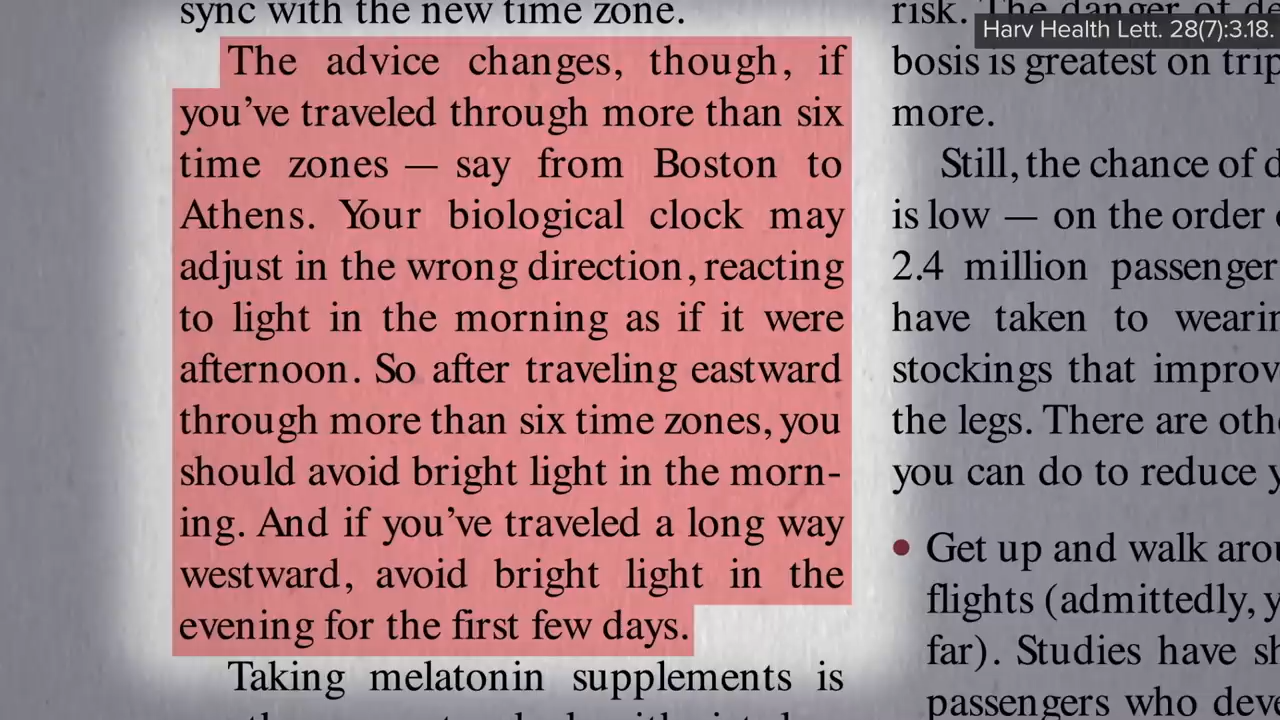 sync with the new time zone.
The advice changes, though, if
you've traveled through more than six
time zones — say from Boston to
Athens. Your biological clock may
adjust in the wrong direction, reacting
to light in the morning as if it were
afternoon. So after traveling eastward
through more than six time zones, you
should avoid bright light in the morn-
ing. And if you've traveled a long way
westward, avoid bright light in the
evening for the first few days.
Taking melatonin supplements is
risk. The danger of de
Harv Health Lett. 28(7):3.18.
bosis is greatest on trip
more.
Still, the chance of d
is low — on the order
2.4 million passenger
have taken to wearin
stockings that improv
the legs. There are oth
you can do to reduce y
• Get up and walk arou
flights (admittedly, y
far). Studies have sh
passengers who deve